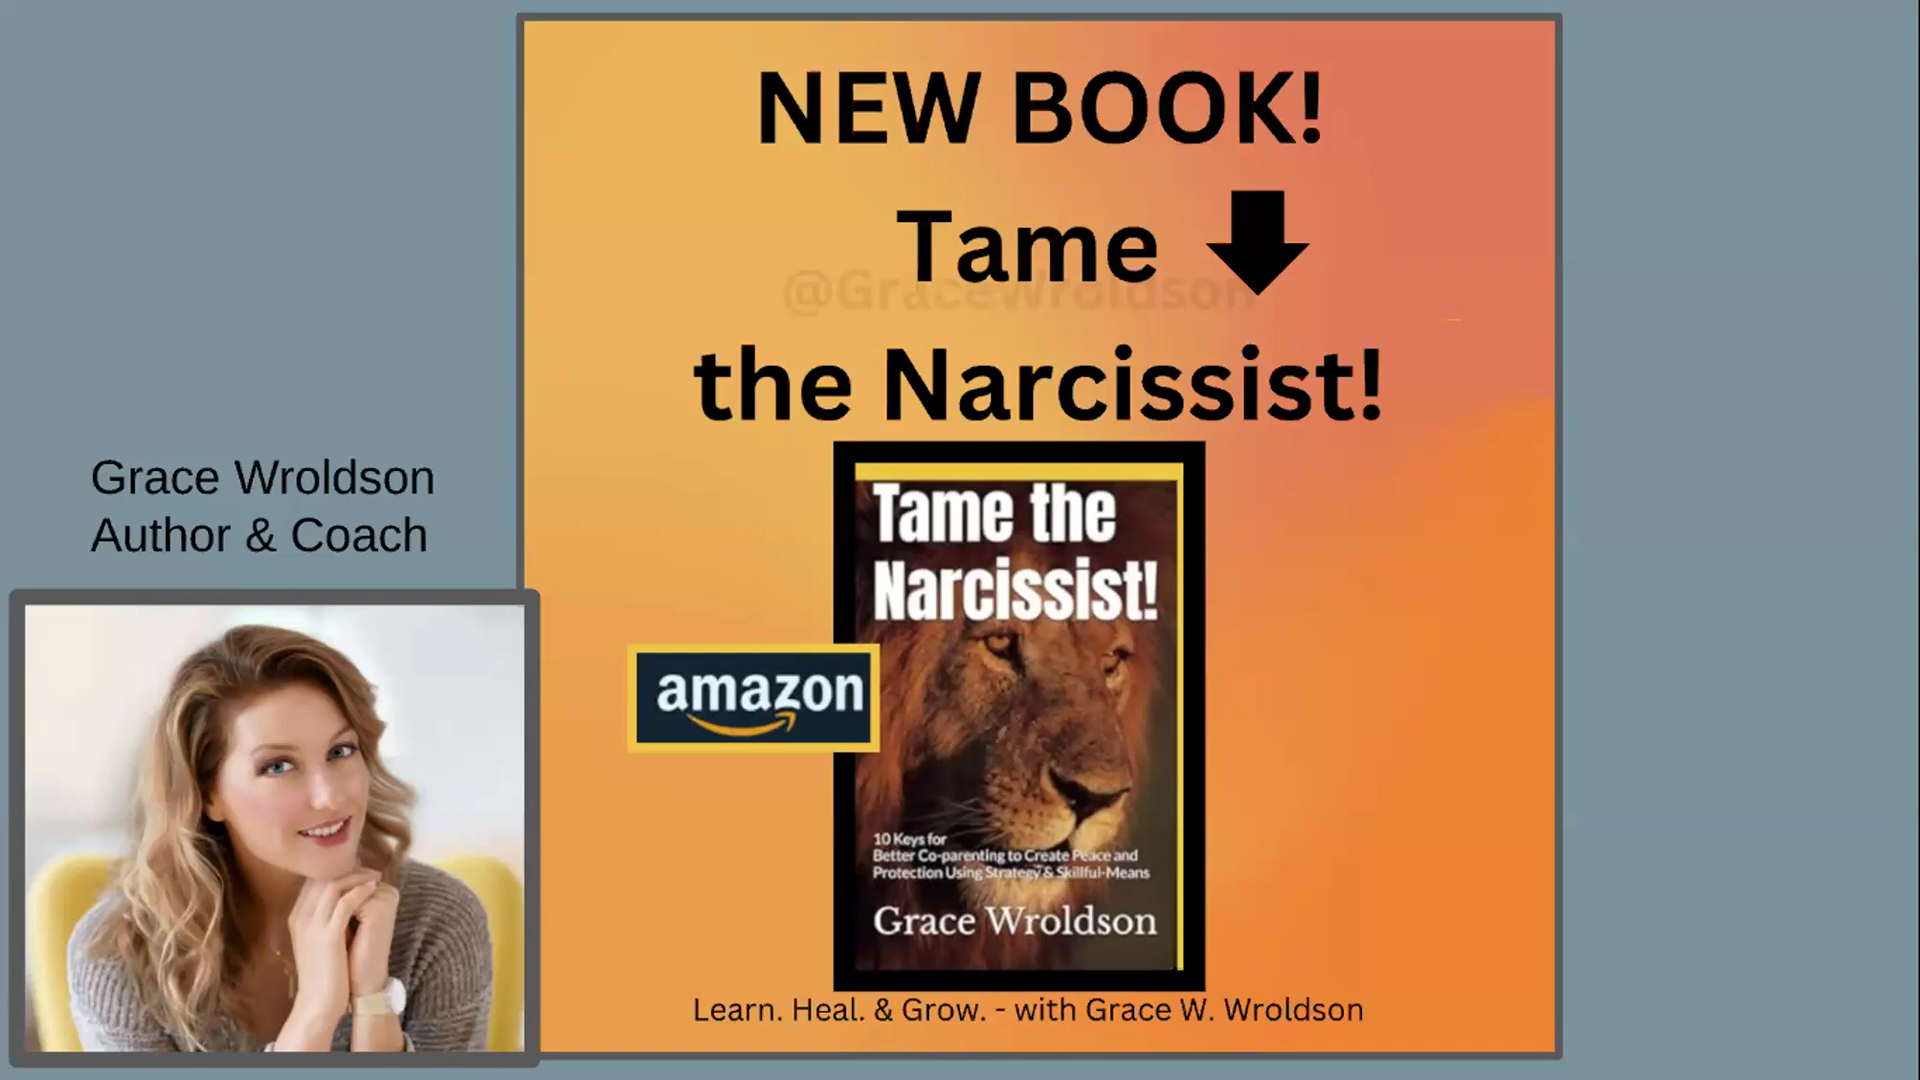 NEW BOOK!
Tame
@GraceWroldson
the Narcissist!
Grace Wroldson
Author & Coach
Tame the
Narcissist!
amazon
10 Keys for
Better Co-parenting to Create Peace and
Protection Using Strategy & Skillful-Means
Grace Wroldson
Learn. Heal. & Grow. - with Grace W. Wroldson